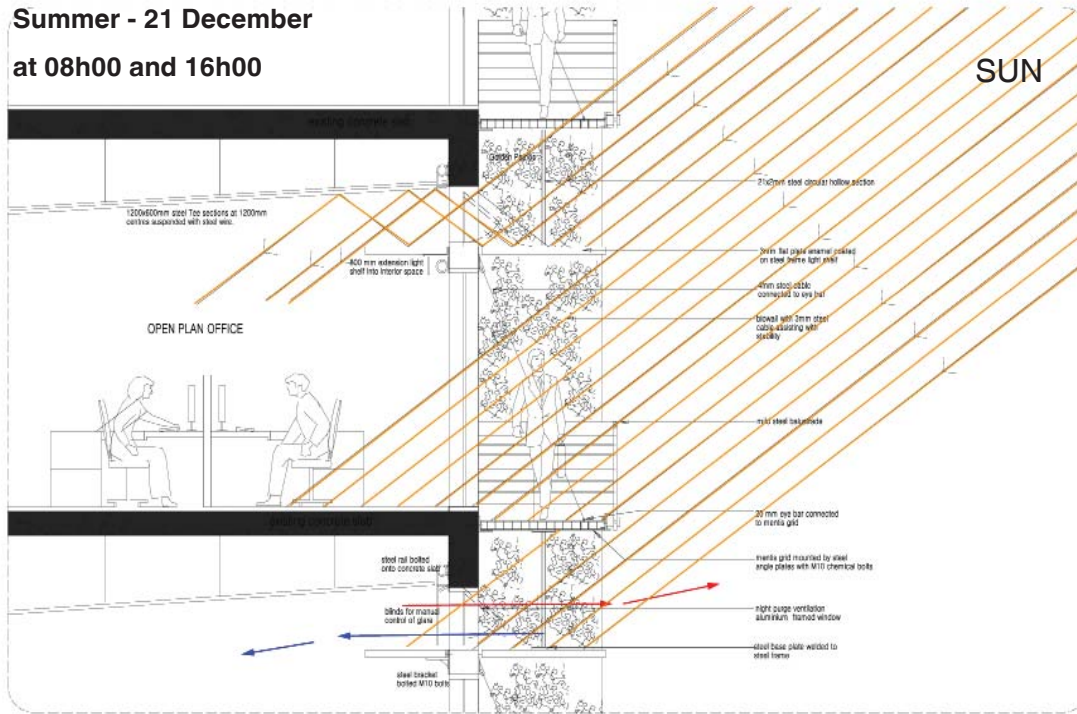 Summer - 21 December
at 08h00 and 16h00
SUN
existing concrete slab
Golden Pothos
21x2mm steel circular hollow section
1200x600mm steel Tee sections at 1200mm
centres suspended with steel wire.
800 mm extension light
shelf into interior space
3mm flat plate enamel coated
on steel frame light shelf
4mm steel cable
connected to eye nut
biowall with 3mm steel
cable assisting with
stability
OPEN PLAN OFFICE
mild steel balustrade
existing concrete slab
20 mm eye bar connected
to mentis grid
steel rail bolted
onto concrete slab
mentis grid mounted by steel
angle plates with M10 chemical bolts
blinds for manual
control of glare
night purge ventilation
aluminium framed window
steel base plate welded to
steel frame
steel bracket
bolted M10 bolts